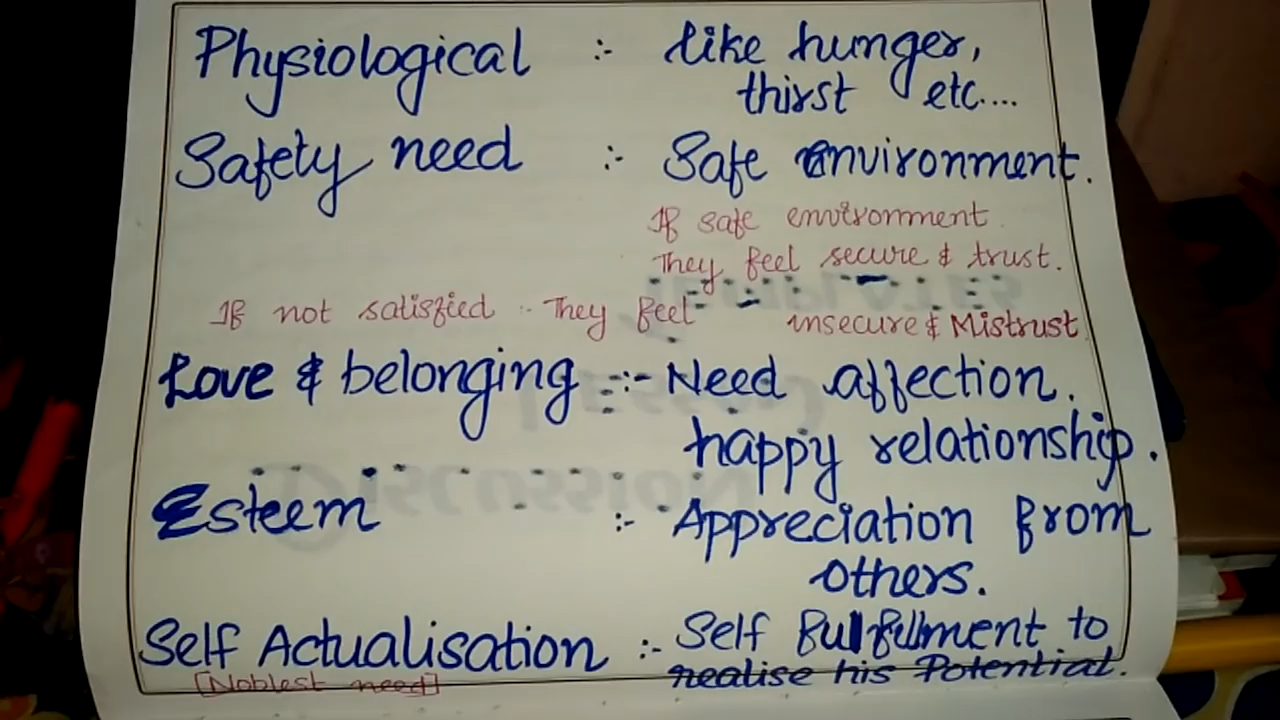 Physiological :- like hunger,
thirst etc....
Safety need :- Safe Environment.
If safe environment
They feel secure & trust.
If not satisfied :- They feel insecure & Mistrust
Love & belonging :- Need affection.
happy relationship.
Esteem :- Appreciation from
others.
Self Actualisation :- Self Fulfillment to
[Noblest need] realise his Potential.